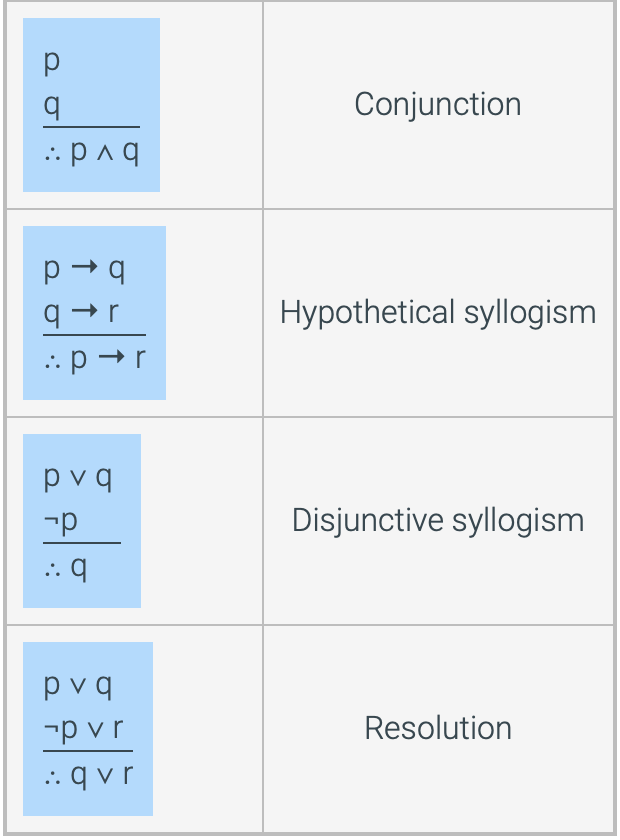 p
q
∴ p ∧ q
Conjunction
p → q
q → r
∴ p → r
Hypothetical syllogism
p ∨ q
¬p
∴ q
Disjunctive syllogism
p ∨ q
¬p ∨ r
∴ q ∨ r
Resolution